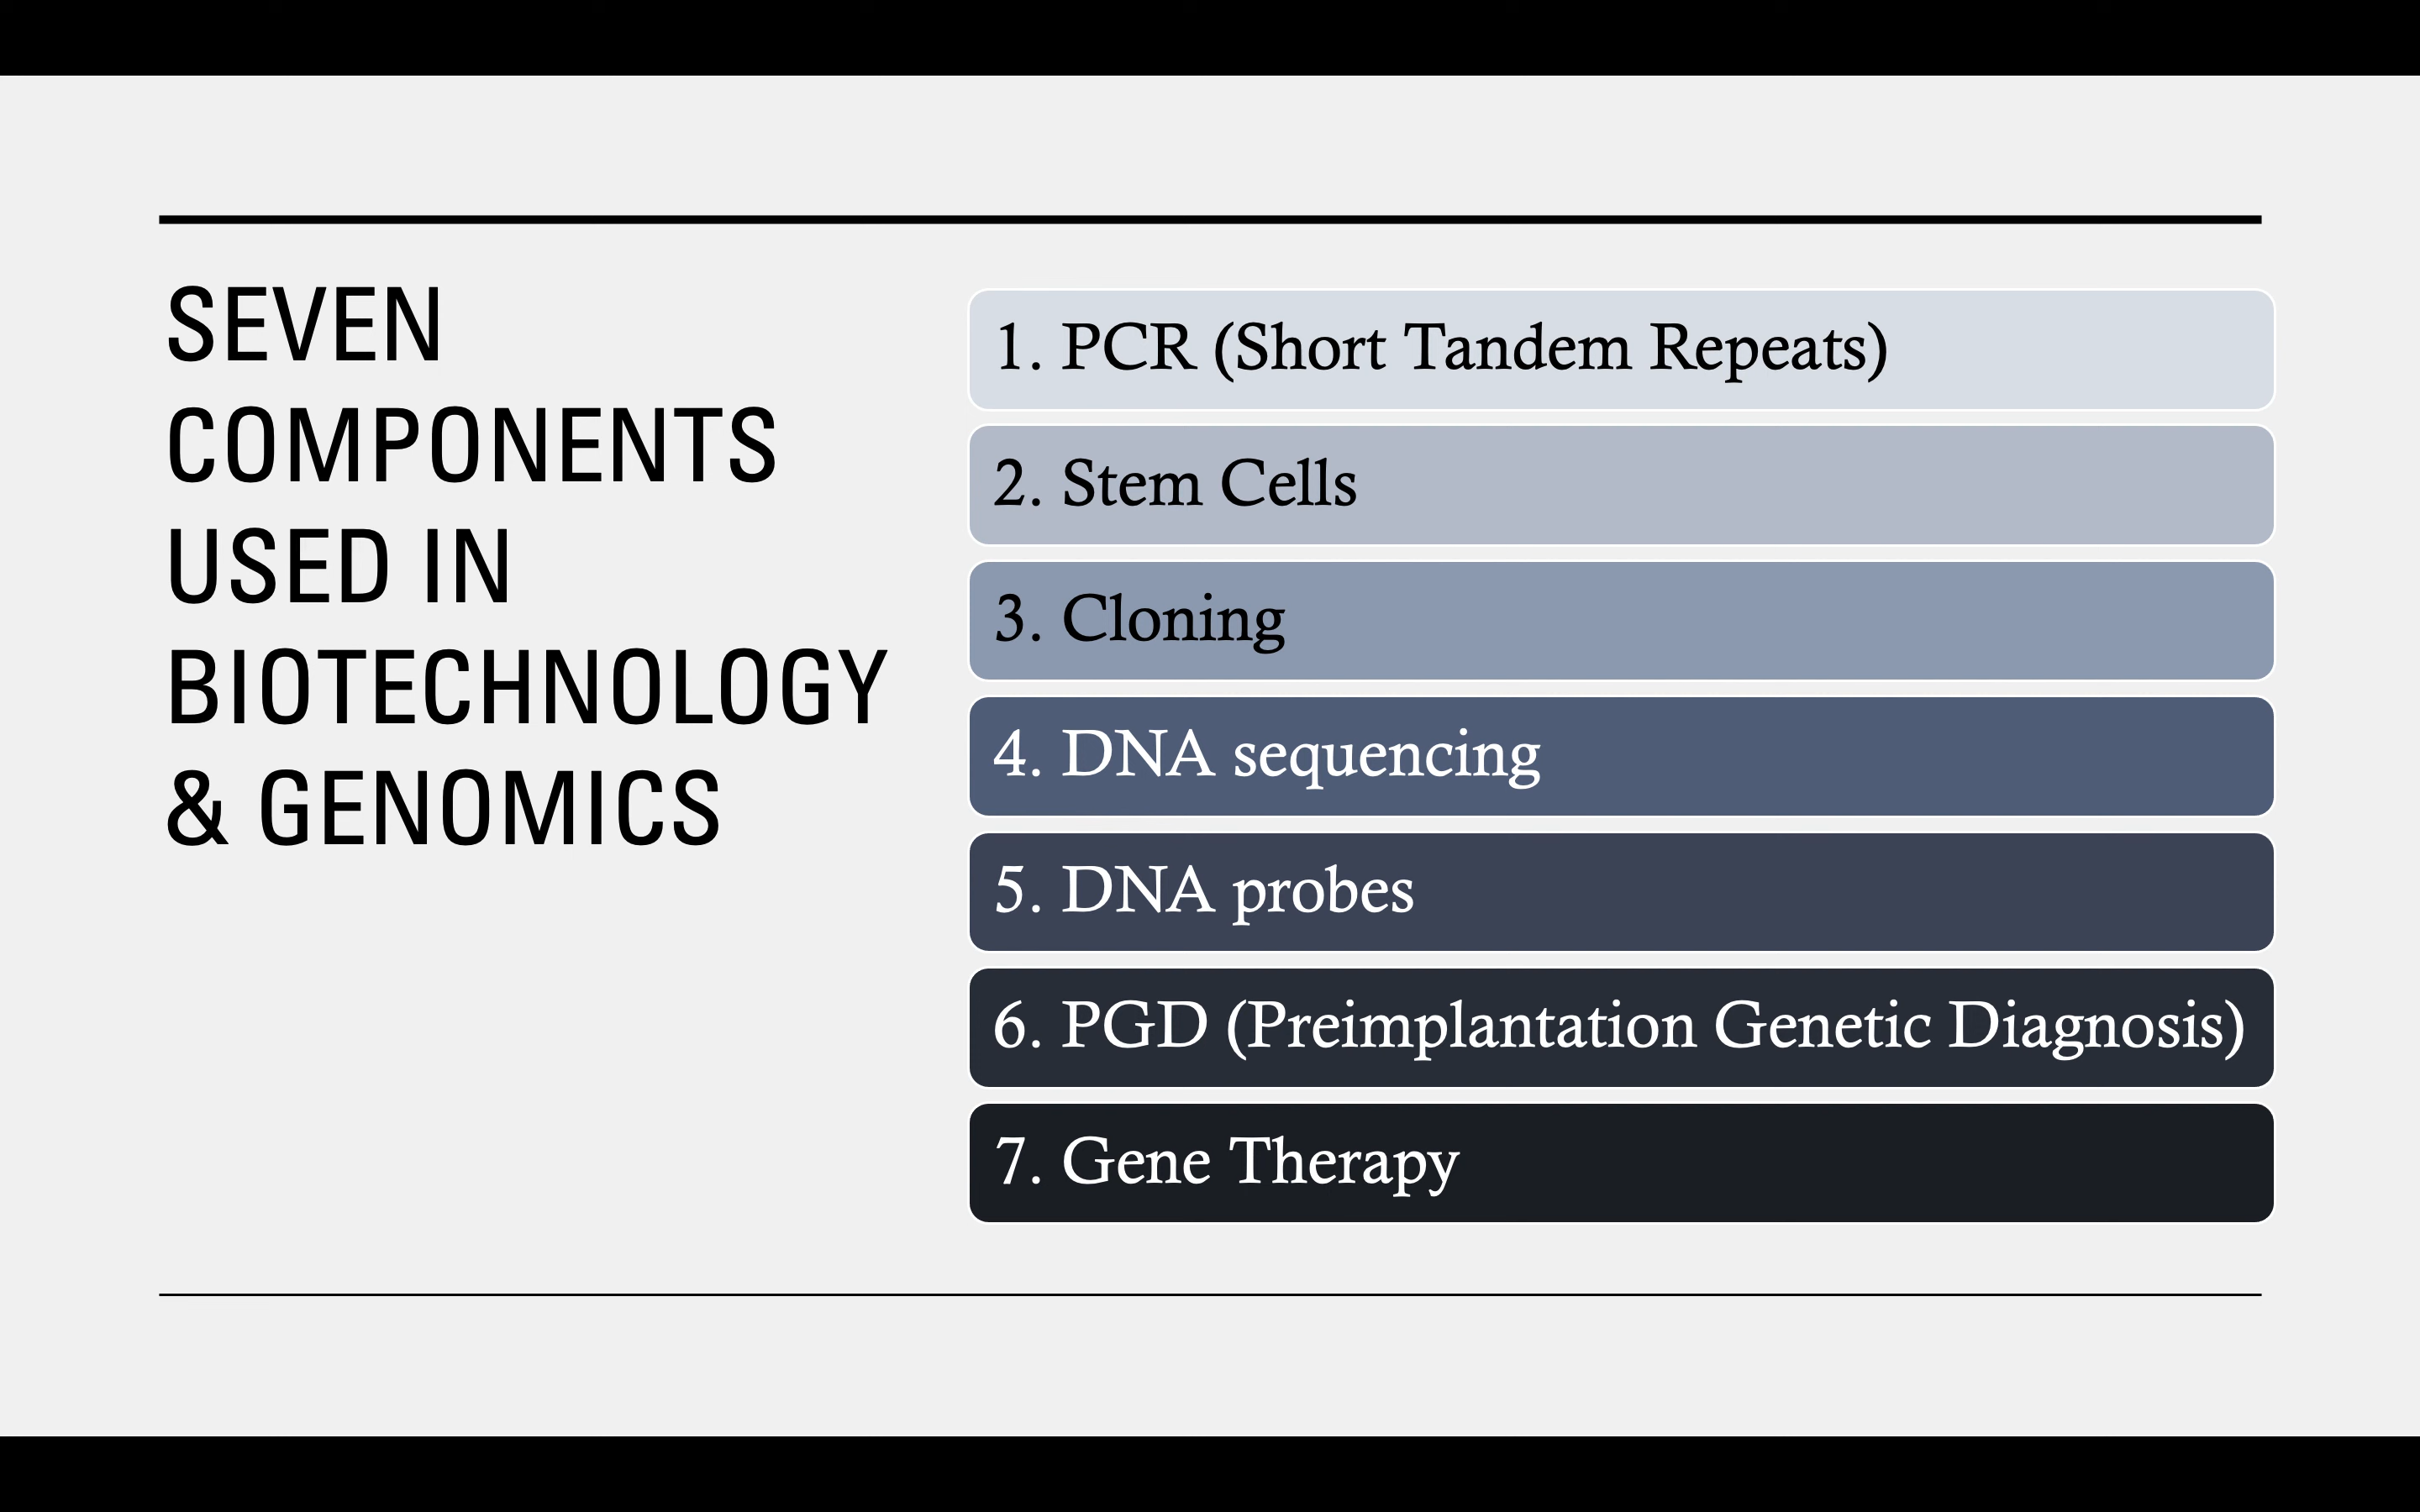 SEVEN
COMPONENTS
USED IN
BIOTECHNOLOGY
& GENOMICS
1. PCR (Short Tandem Repeats)
2. Stem Cells
3. Cloning
4. DNA sequencing
5. DNA probes
6. PGD (Preimplantation Genetic Diagnosis)
7. Gene Therapy